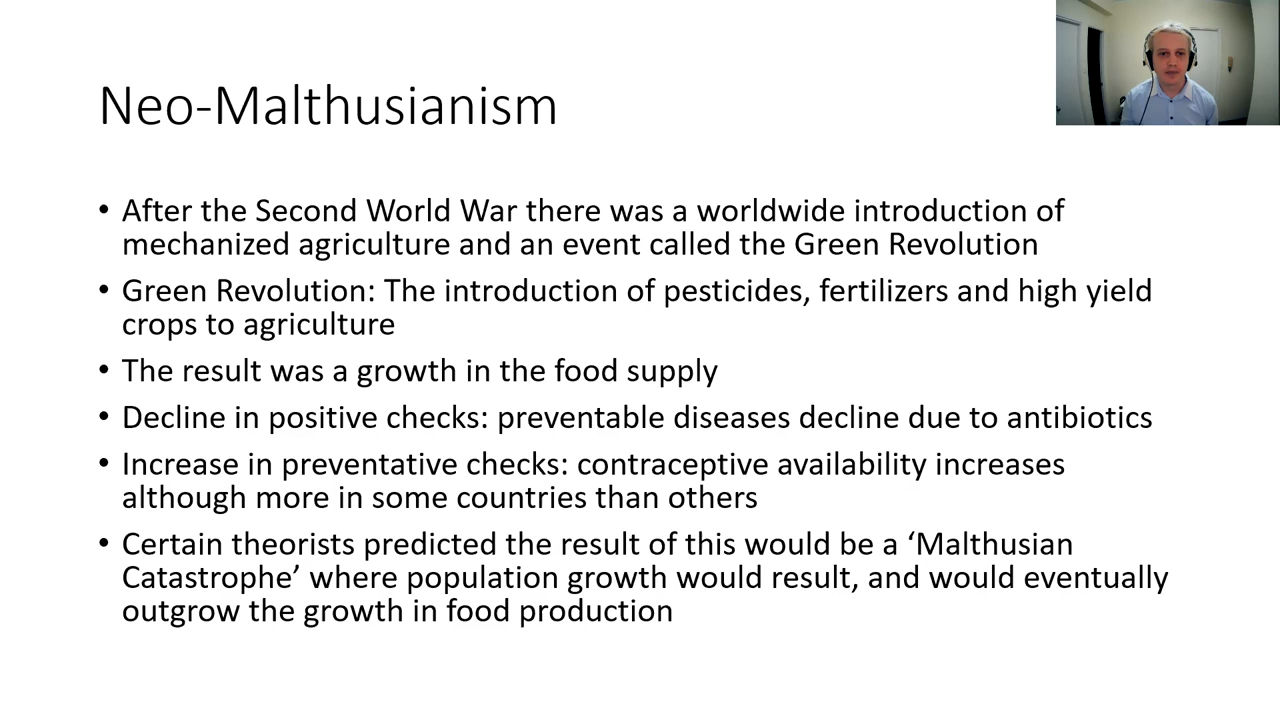 Neo-Malthusianism
• After the Second World War there was a worldwide introduction of
mechanized agriculture and an event called the Green Revolution
• Green Revolution: The introduction of pesticides, fertilizers and high yield
crops to agriculture
• The result was a growth in the food supply
• Decline in positive checks: preventable diseases decline due to antibiotics
• Increase in preventative checks: contraceptive availability increases
although more in some countries than others
• Certain theorists predicted the result of this would be a ‘Malthusian
Catastrophe’ where population growth would result, and would eventually
outgrow the growth in food production